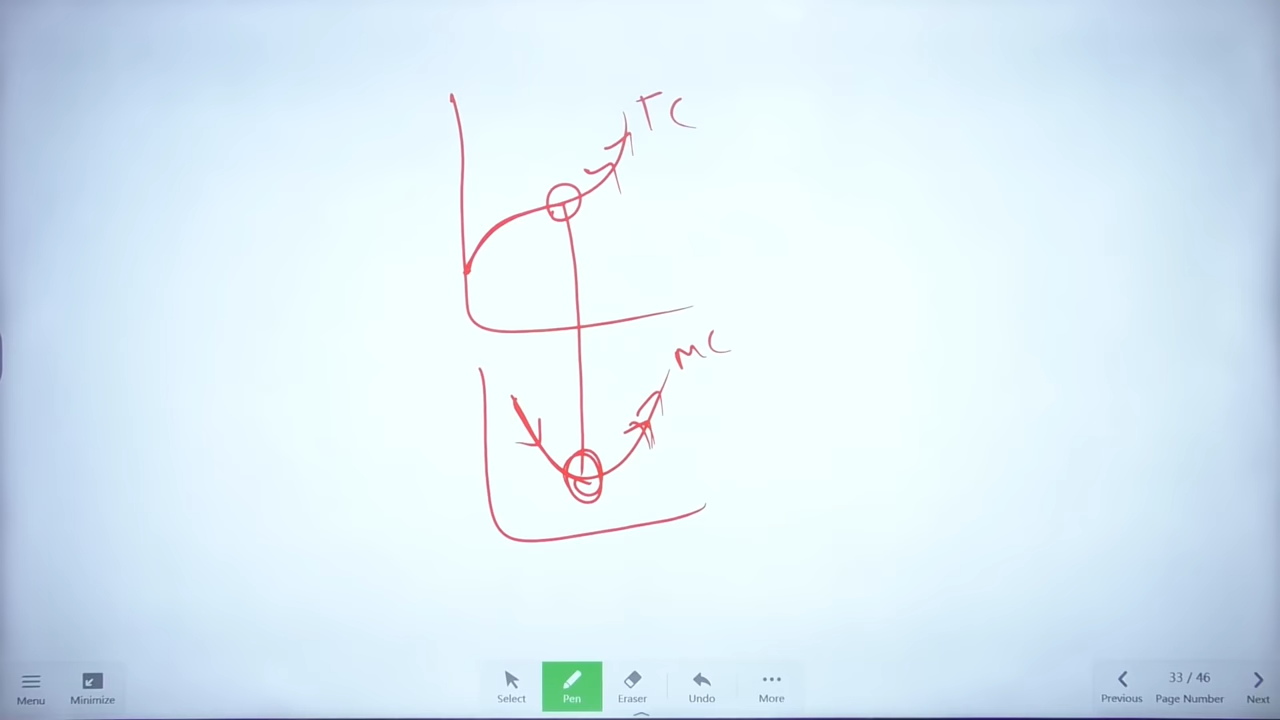 TC
MC
Menu
Minimize
Select
Pen
Eraser
Undo
More
Previous
33 / 46
Page Number
Next